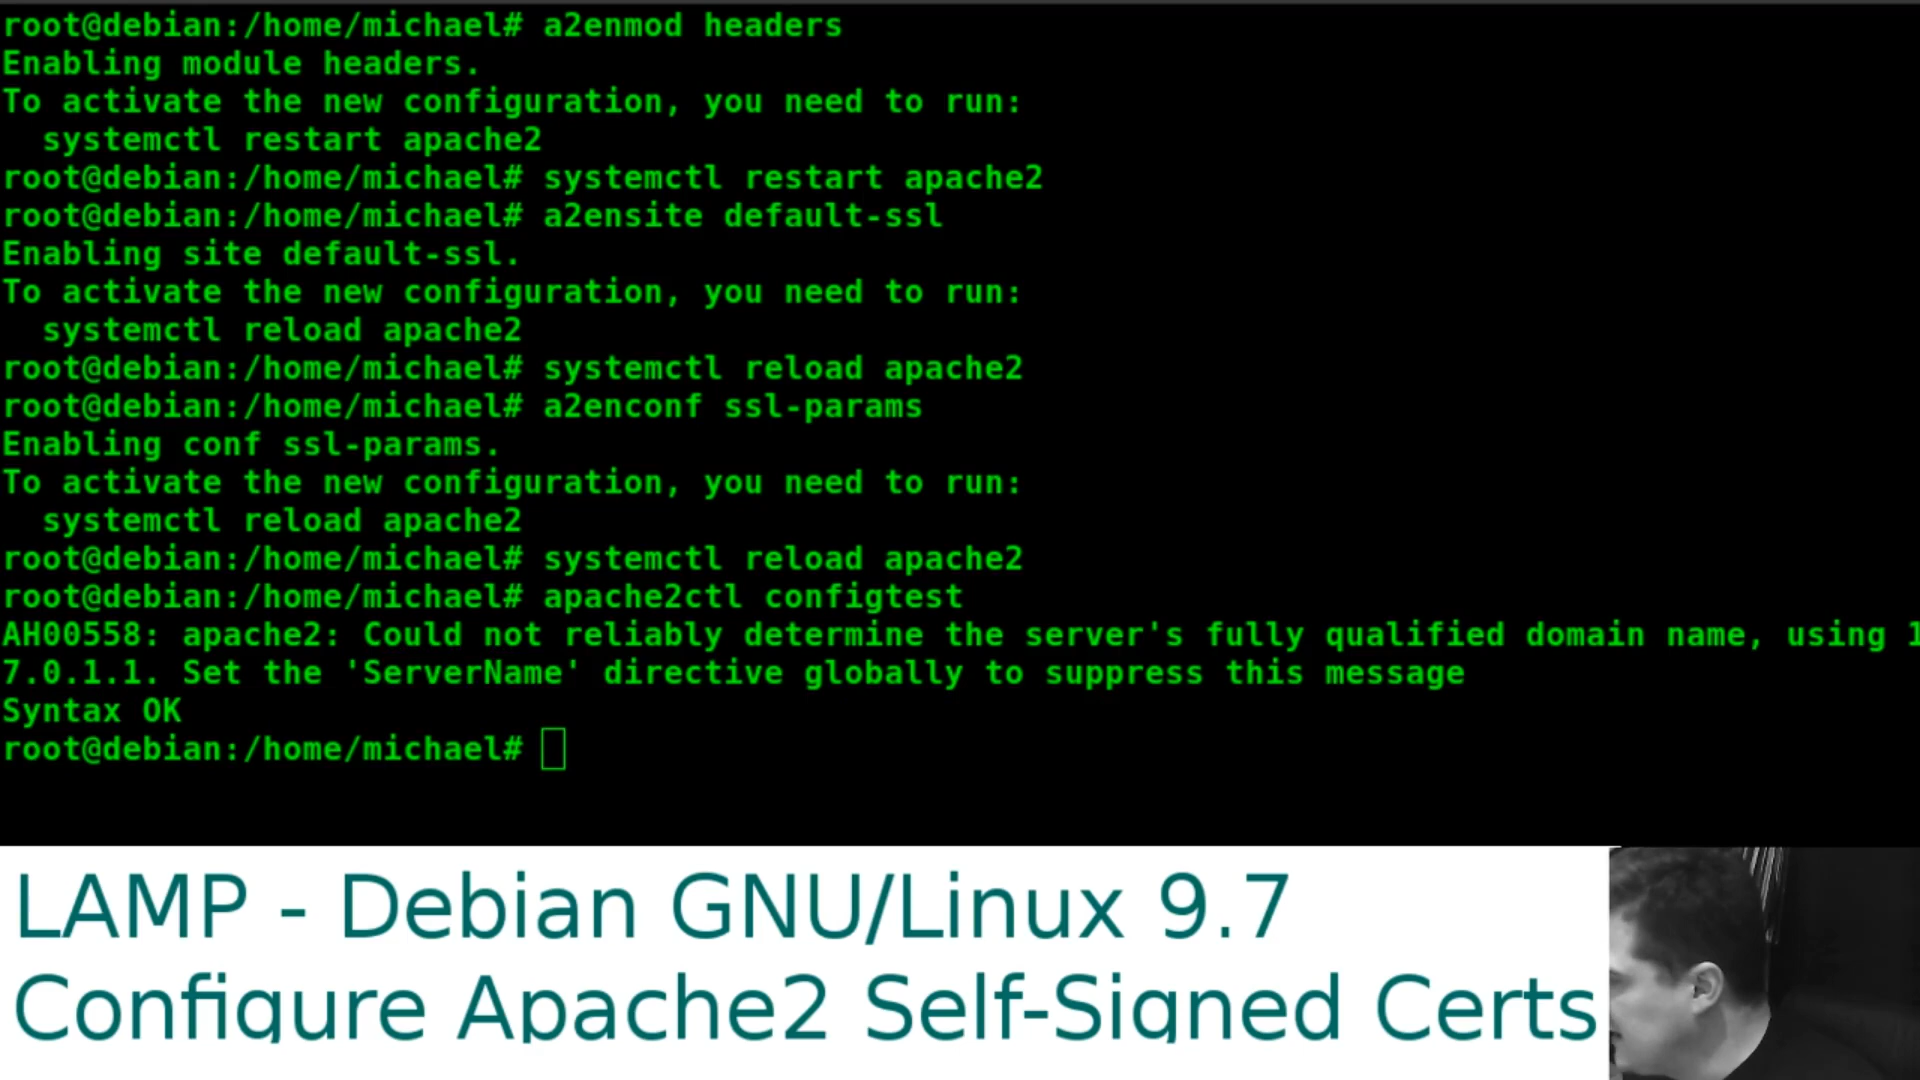 root@debian:/home/michael# a2enmod headers
Enabling module headers.
To activate the new configuration, you need to run:
  systemctl restart apache2
root@debian:/home/michael# systemctl restart apache2
root@debian:/home/michael# a2ensite default-ssl
Enabling site default-ssl.
To activate the new configuration, you need to run:
  systemctl reload apache2
root@debian:/home/michael# systemctl reload apache2
root@debian:/home/michael# a2enconf ssl-params
Enabling conf ssl-params.
To activate the new configuration, you need to run:
  systemctl reload apache2
root@debian:/home/michael# systemctl reload apache2
root@debian:/home/michael# apache2ctl configtest
AH00558: apache2: Could not reliably determine the server's fully qualified domain name, using 1
7.0.1.1. Set the 'ServerName' directive globally to suppress this message
Syntax OK
root@debian:/home/michael#
LAMP - Debian GNU/Linux 9.7
Configure Apache2 Self-Signed Certs